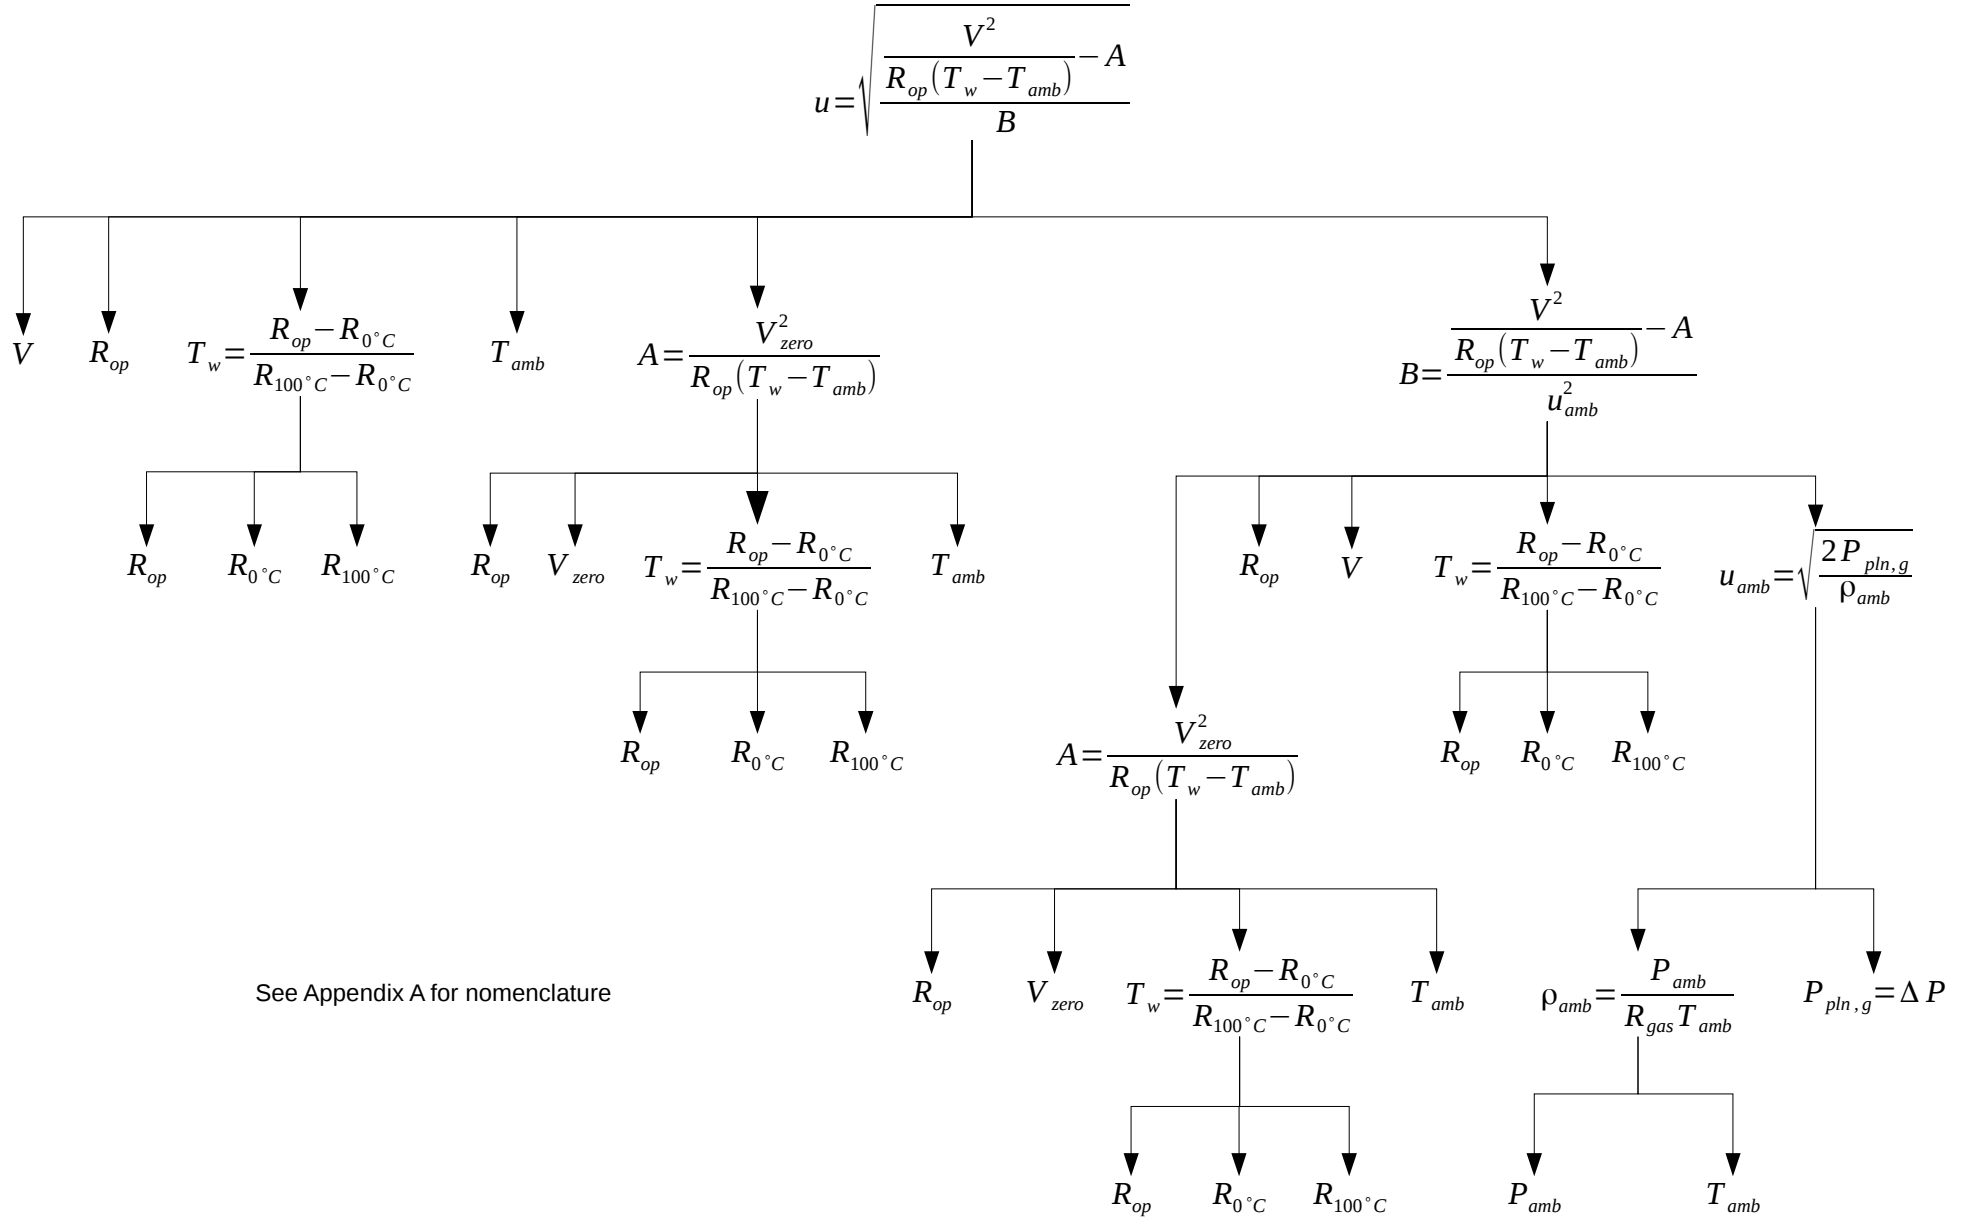 u=√((V²/(R_op(T_w−T_amb))−A)/B)
V
R_op
T_w=(R_op−R_0°C)/(R_100°C−R_0°C)
T_amb
A=V²_zero/(R_op(T_w−T_amb))
B=(V²/(R_op(T_w−T_amb))−A)/u²_amb
R_op
R_0°C
R_100°C
R_op
V_zero
T_w=(R_op−R_0°C)/(R_100°C−R_0°C)
T_amb
R_op
V
T_w=(R_op−R_0°C)/(R_100°C−R_0°C)
u_amb=√(2P_pln,g/ρ_amb)
R_op
R_0°C
R_100°C
A=V²_zero/(R_op(T_w−T_amb))
R_op
R_0°C
R_100°C
See Appendix A for nomenclature
R_op
V_zero
T_w=(R_op−R_0°C)/(R_100°C−R_0°C)
T_amb
ρ_amb=P_amb/(R_gas T_amb)
P_pln,g=ΔP
R_op
R_0°C
R_100°C
P_amb
T_amb